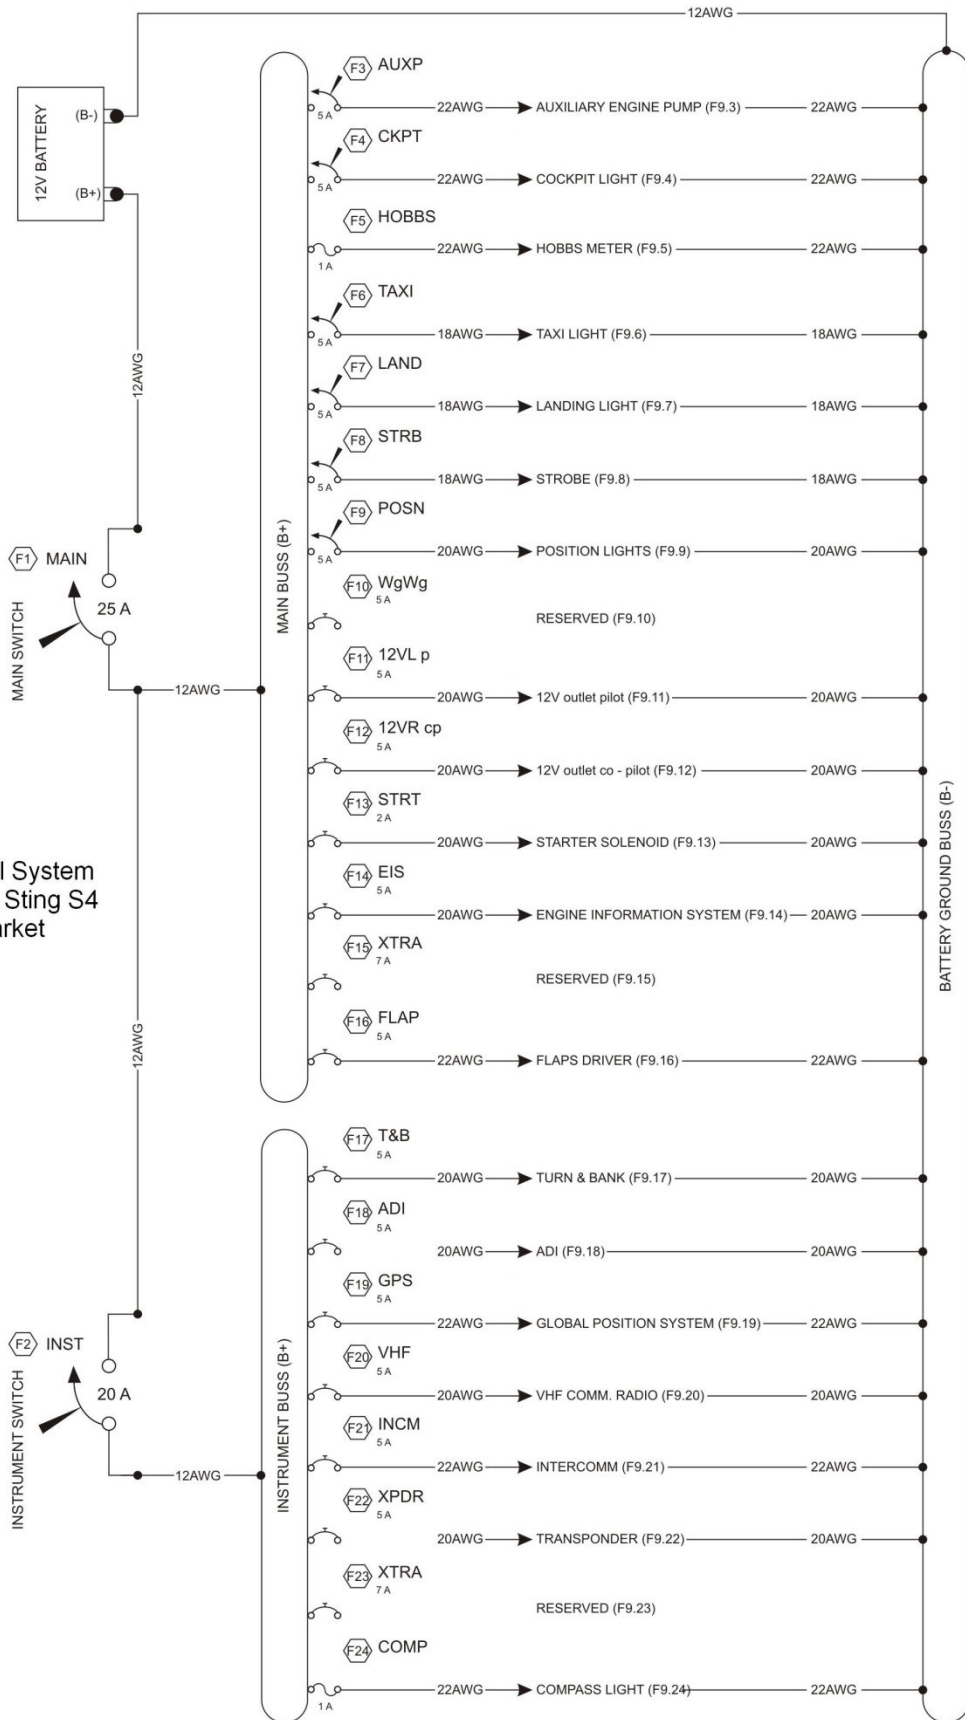 12AWG
12V BATTERY
(B-)
(B+)
12AWG
F1 MAIN
25 A
MAIN SWITCH
12AWG
l System
Sting S4
arket
12AWG
F2 INST
20 A
INSTRUMENT SWITCH
12AWG
MAIN BUSS (B+)
F3 AUXP
5 A 22AWG AUXILIARY ENGINE PUMP (F9.3) 22AWG
F4 CKPT
5 A 22AWG COCKPIT LIGHT (F9.4) 22AWG
F5 HOBBS
1 A 22AWG HOBBS METER (F9.5) 22AWG
F6 TAXI
5 A 18AWG TAXI LIGHT (F9.6) 18AWG
F7 LAND
5 A 18AWG LANDING LIGHT (F9.7) 18AWG
F8 STRB
5 A 18AWG STROBE (F9.8) 18AWG
F9 POSN
5 A 20AWG POSITION LIGHTS (F9.9) 20AWG
F10 WgWg
5 A
RESERVED (F9.10)
F11 12VL p
5 A
20AWG 12V outlet pilot (F9.11) 20AWG
F12 12VR cp
5 A
20AWG 12V outlet co - pilot (F9.12) 20AWG
F13 STRT
2 A
20AWG STARTER SOLENOID (F9.13) 20AWG
F14 EIS
5 A
20AWG ENGINE INFORMATION SYSTEM (F9.14) 20AWG
F15 XTRA
7 A
RESERVED (F9.15)
F16 FLAP
5 A
22AWG FLAPS DRIVER (F9.16) 22AWG
INSTRUMENT BUSS (B+)
F17 T&B
5 A
20AWG TURN & BANK (F9.17) 20AWG
F18 ADI
5 A
20AWG ADI (F9.18) 20AWG
F19 GPS
5 A
22AWG GLOBAL POSITION SYSTEM (F9.19) 22AWG
F20 VHF
5 A
20AWG VHF COMM. RADIO (F9.20) 20AWG
F21 INCM
5 A
22AWG INTERCOMM (F9.21) 22AWG
F22 XPDR
5 A
20AWG TRANSPONDER (F9.22) 20AWG
F23 XTRA
7 A
RESERVED (F9.23)
F24 COMP
1 A 22AWG COMPASS LIGHT (F9.24) 22AWG
BATTERY GROUND BUSS (B-)